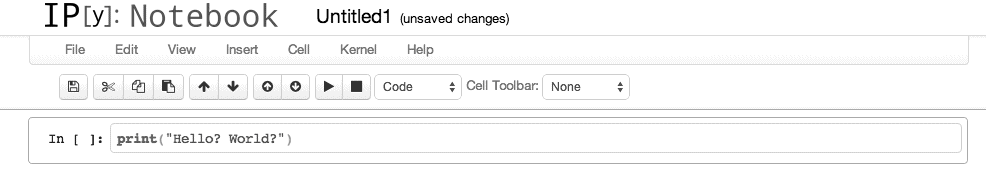 IP[y]: Notebook Untitled1 (unsaved changes)
File Edit View Insert Cell Kernel Help
Code Cell Toolbar: None
In [ ]: print("Hello? World?")